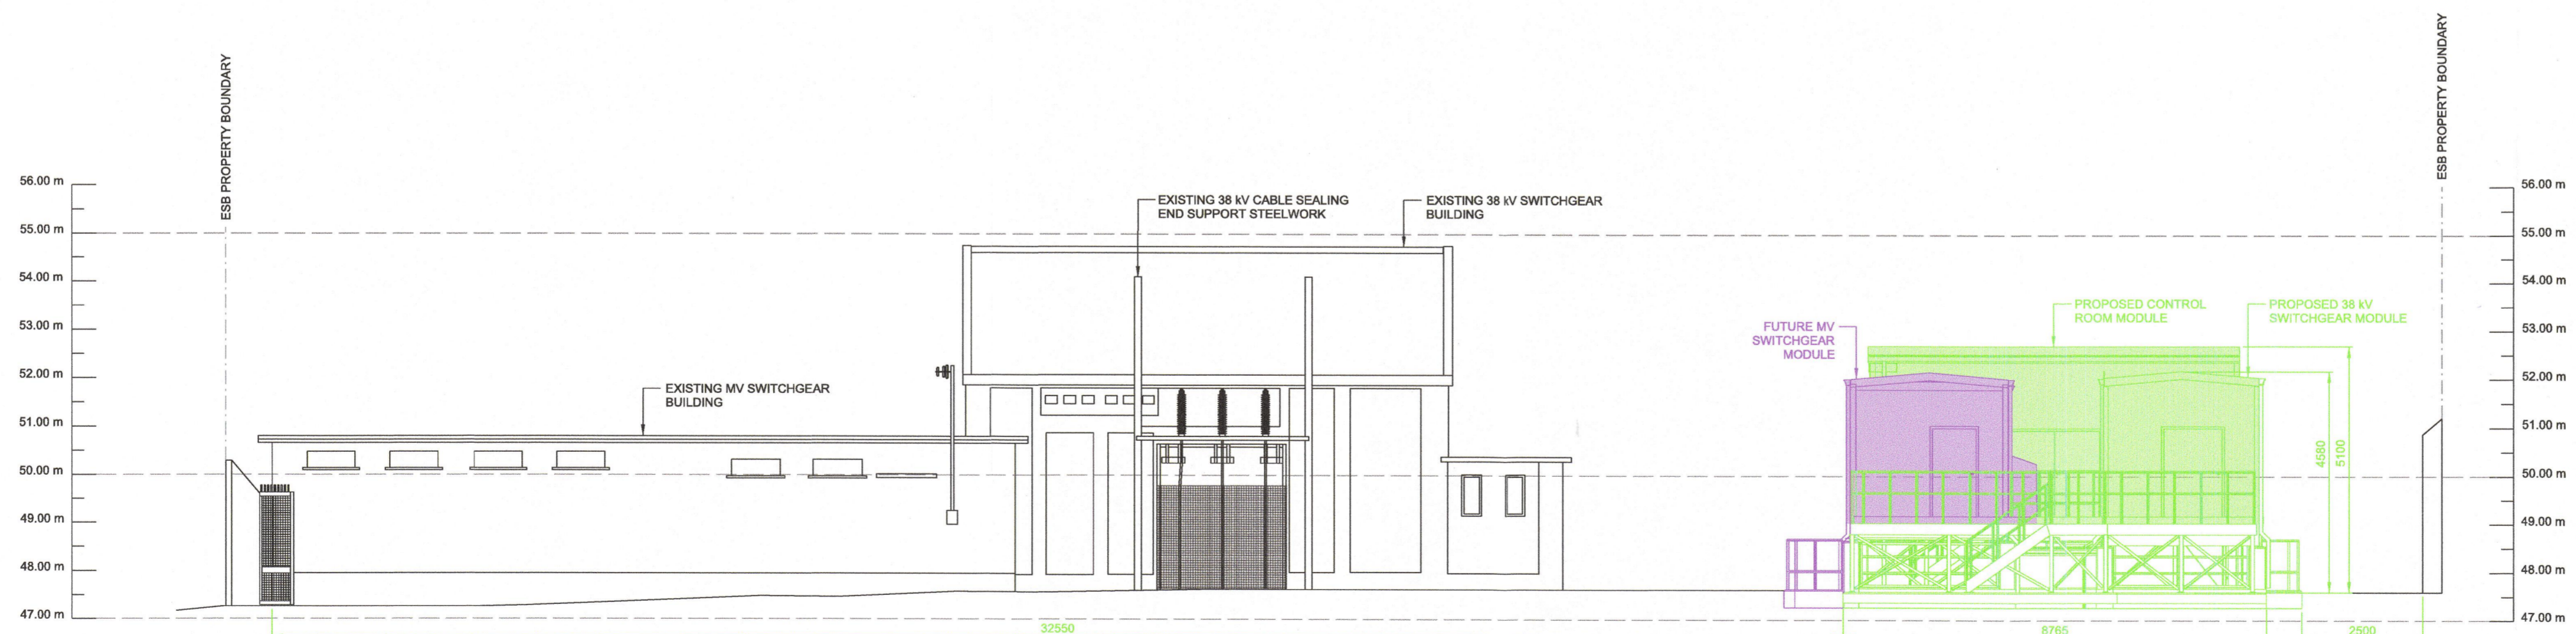 ESB PROPERTY BOUNDARY
ESB PROPERTY BOUNDARY
56.00 m
55.00 m
54.00 m
53.00 m
52.00 m
51.00 m
50.00 m
49.00 m
48.00 m
47.00 m
EXISTING MV SWITCHGEAR
BUILDING
EXISTING 38 kV CABLE SEALING
END SUPPORT STEELWORK
EXISTING 38 kV SWITCHGEAR
BUILDING
FUTURE MV
SWITCHGEAR
MODULE
PROPOSED CONTROL
ROOM MODULE
PROPOSED 38 kV
SWITCHGEAR MODULE
4580
5100
56.00 m
55.00 m
54.00 m
53.00 m
52.00 m
51.00 m
50.00 m
49.00 m
48.00 m
47.00 m
32550
8765
2500